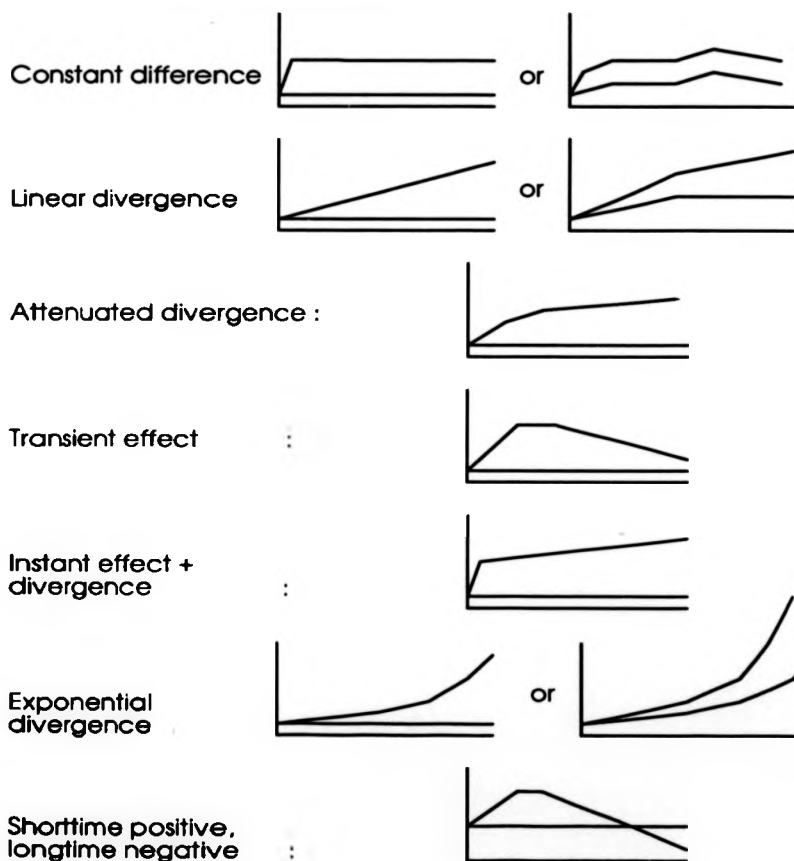 Constant difference or
Linear divergence or
Attenuated divergence :
Transient effect :
Instant effect +
divergence :
Exponential or
divergence
Shorttime positive,
longtime negative :